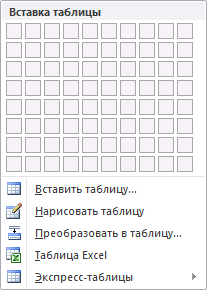 Вставка таблицы
Вставить таблицу...
Нарисовать таблицу
Преобразовать в таблицу...
Таблица Excel
Экспресс-таблицы